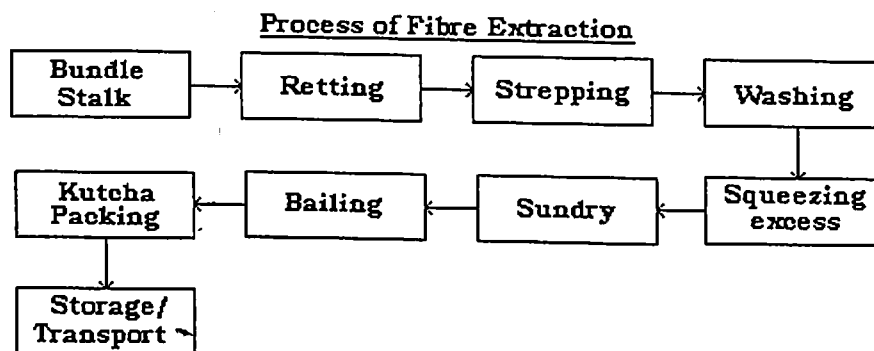 Process of Fibre Extraction
Bundle
Stalk
Retting
Strepping
Washing
Squeezing
excess
Sundry
Bailing
Kutcha
Packing
Storage/
Transport